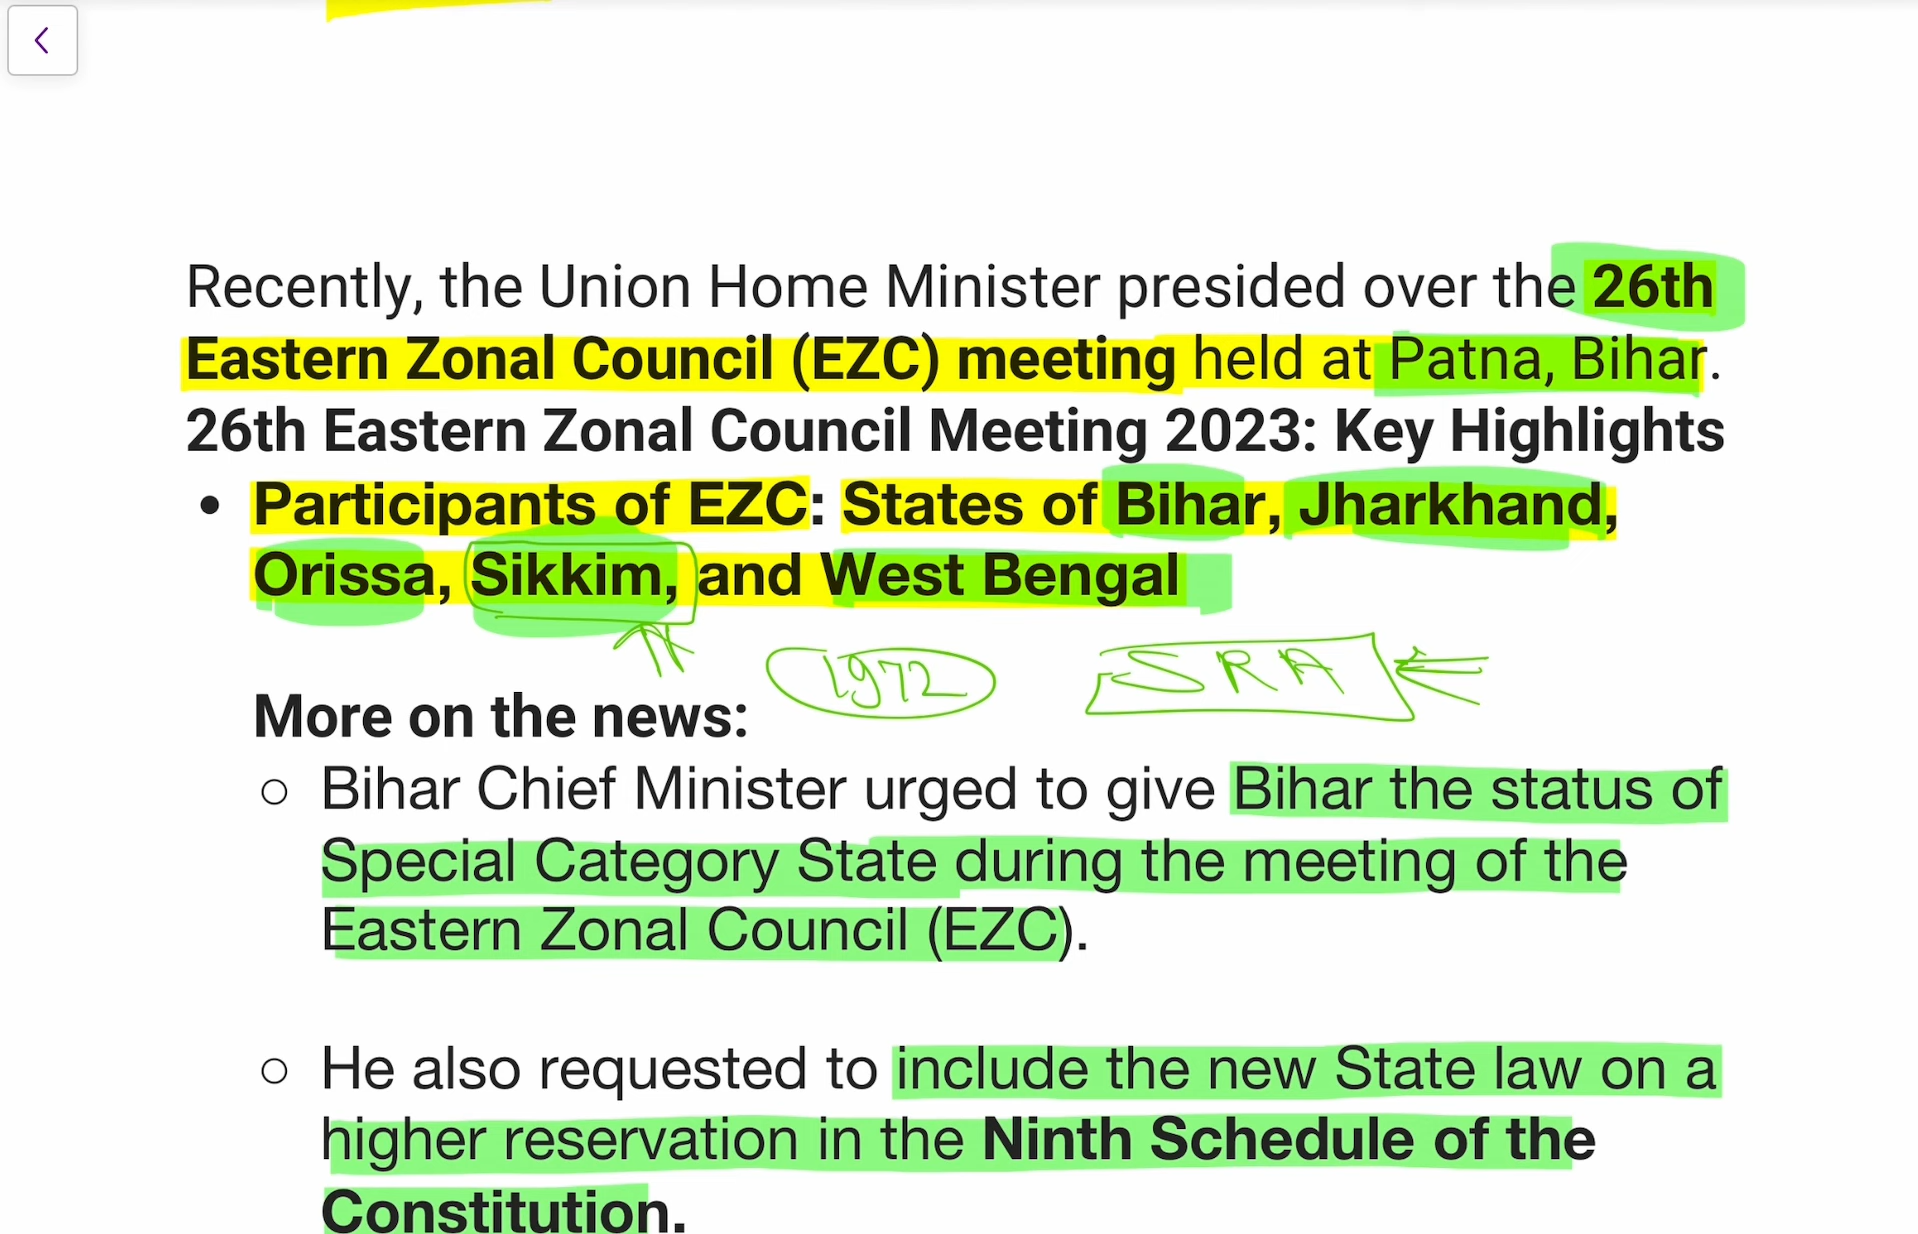 Recently, the Union Home Minister presided over the 26th
Eastern Zonal Council (EZC) meeting held at Patna, Bihar.
26th Eastern Zonal Council Meeting 2023: Key Highlights
• Participants of EZC: States of Bihar, Jharkhand,
Orissa, Sikkim, and West Bengal
1972 SRA
More on the news:
○ Bihar Chief Minister urged to give Bihar the status of
Special Category State during the meeting of the
Eastern Zonal Council (EZC).
○ He also requested to include the new State law on a
higher reservation in the Ninth Schedule of the
Constitution.